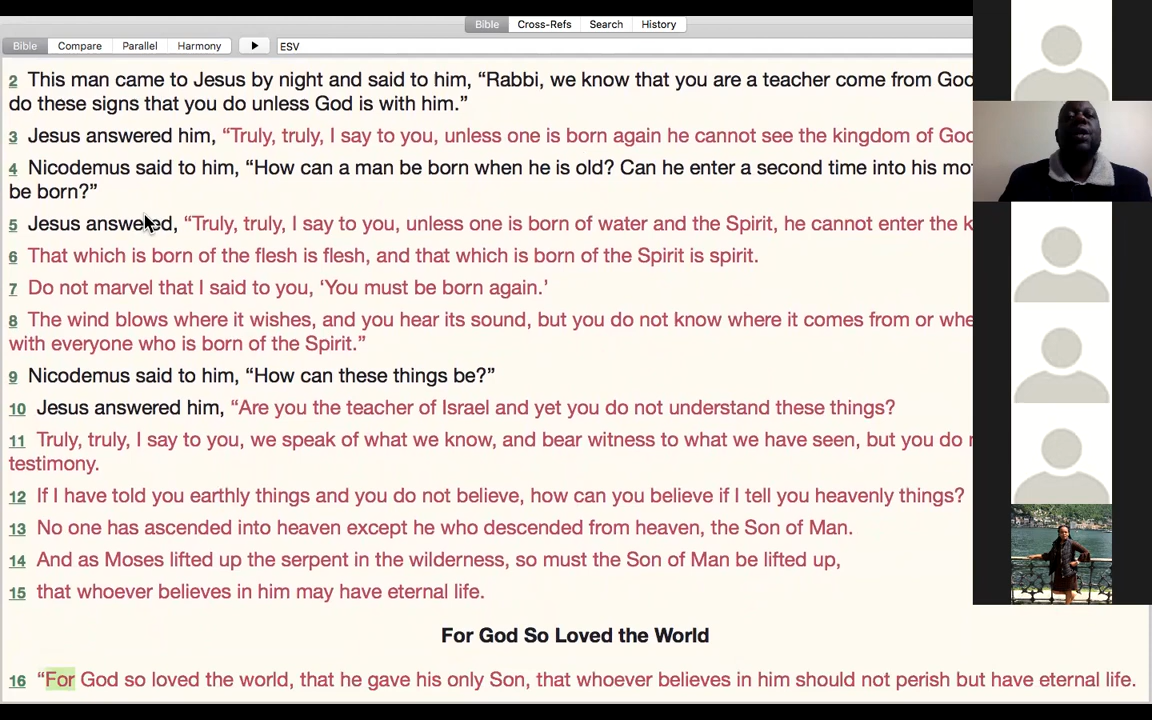 Bible Cross-Refs Search History
Bible Compare Parallel Harmony ESV
2 This man came to Jesus by night and said to him, “Rabbi, we know that you are a teacher come from God
do these signs that you do unless God is with him.”
3 Jesus answered him, “Truly, truly, I say to you, unless one is born again he cannot see the kingdom of God
4 Nicodemus said to him, “How can a man be born when he is old? Can he enter a second time into his mo
be born?”
5 Jesus answered, “Truly, truly, I say to you, unless one is born of water and the Spirit, he cannot enter the k
6 That which is born of the flesh is flesh, and that which is born of the Spirit is spirit.
7 Do not marvel that I said to you, ‘You must be born again.’
8 The wind blows where it wishes, and you hear its sound, but you do not know where it comes from or whe
with everyone who is born of the Spirit.”
9 Nicodemus said to him, “How can these things be?”
10 Jesus answered him, “Are you the teacher of Israel and yet you do not understand these things?
11 Truly, truly, I say to you, we speak of what we know, and bear witness to what we have seen, but you do
testimony.
12 If I have told you earthly things and you do not believe, how can you believe if I tell you heavenly things?
13 No one has ascended into heaven except he who descended from heaven, the Son of Man.
14 And as Moses lifted up the serpent in the wilderness, so must the Son of Man be lifted up,
15 that whoever believes in him may have eternal life.
For God So Loved the World
16 “For God so loved the world, that he gave his only Son, that whoever believes in him should not perish but have eternal life.